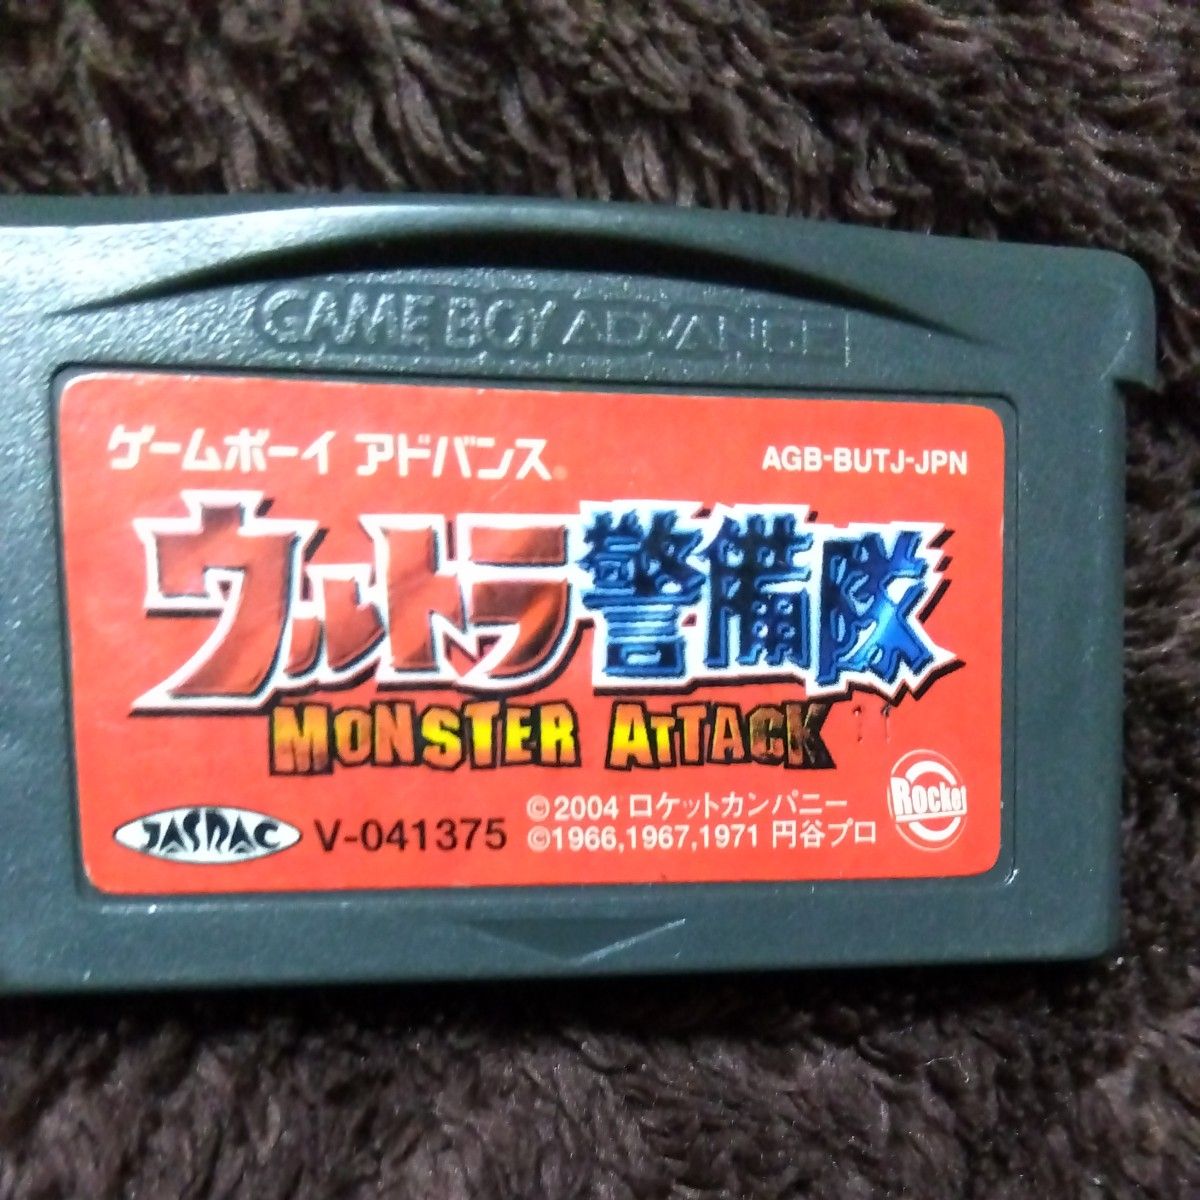 GAME BOY ADVANCE
ゲームボーイ アドバンス
AGB-BUTJ-JPN
ウルトラ警備隊
MONSTER ATTACK
JASRAC V-041375
©2004 ロケットカンパニー
©1966,1967,1971 円谷プロ
Rocket